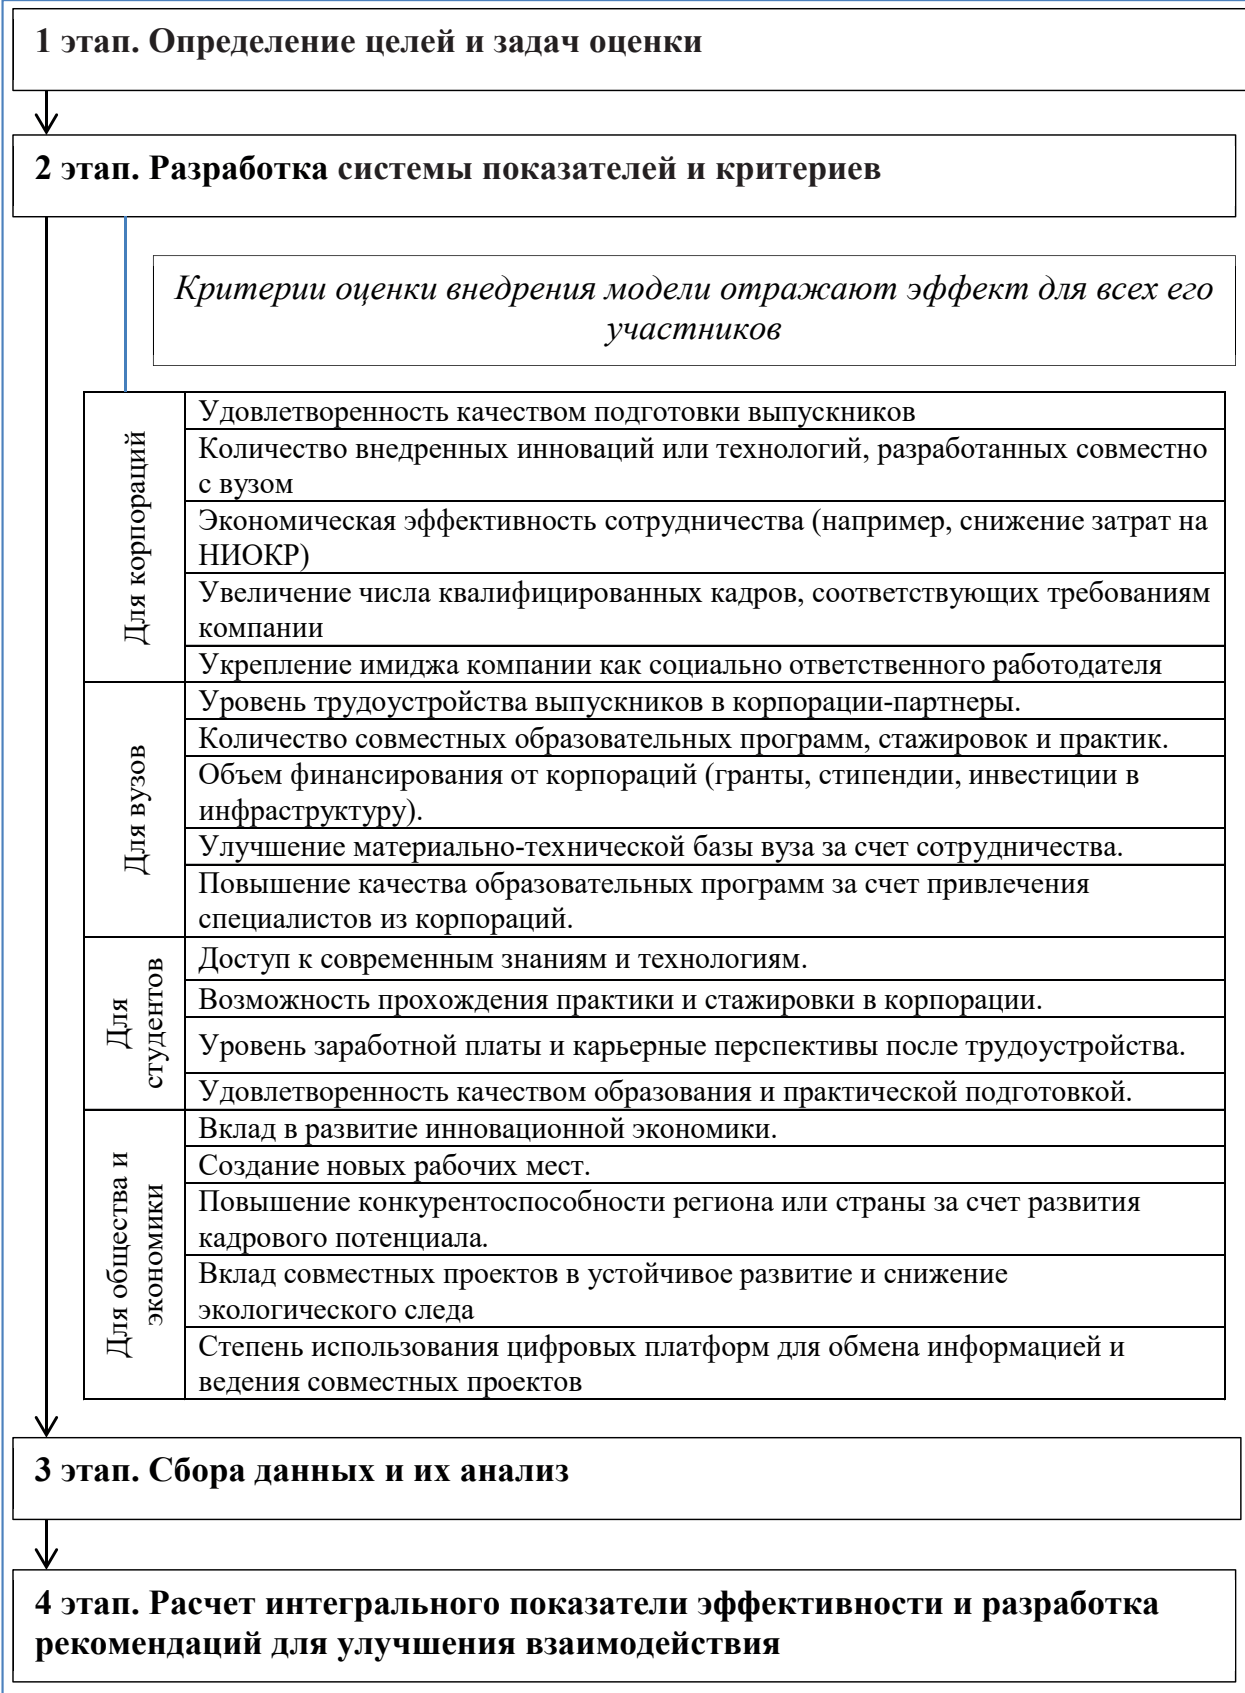 1 этап. Определение целей и задач оценки
2 этап. Разработка системы показателей и критериев
Критерии оценки внедрения модели отражают эффект для всех его
участников
Для корпораций
Удовлетворенность качеством подготовки выпускников
Количество внедренных инноваций или технологий, разработанных совместно
с вузом
Экономическая эффективность сотрудничества (например, снижение затрат на
НИОКР)
Увеличение числа квалифицированных кадров, соответствующих требованиям
компании
Укрепление имиджа компании как социально ответственного работодателя
Для вузов
Уровень трудоустройства выпускников в корпорации-партнеры.
Количество совместных образовательных программ, стажировок и практик.
Объем финансирования от корпораций (гранты, стипендии, инвестиции в
инфраструктуру).
Улучшение материально-технической базы вуза за счет сотрудничества.
Повышение качества образовательных программ за счет привлечения
специалистов из корпораций.
Для
студентов
Доступ к современным знаниям и технологиям.
Возможность прохождения практики и стажировки в корпорации.
Уровень заработной платы и карьерные перспективы после трудоустройства.
Удовлетворенность качеством образования и практической подготовкой.
Для общества и
экономики
Вклад в развитие инновационной экономики.
Создание новых рабочих мест.
Повышение конкурентоспособности региона или страны за счет развития
кадрового потенциала.
Вклад совместных проектов в устойчивое развитие и снижение
экологического следа
Степень использования цифровых платформ для обмена информацией и
ведения совместных проектов
3 этап. Сбора данных и их анализ
4 этап. Расчет интегрального показатели эффективности и разработка
рекомендаций для улучшения взаимодействия